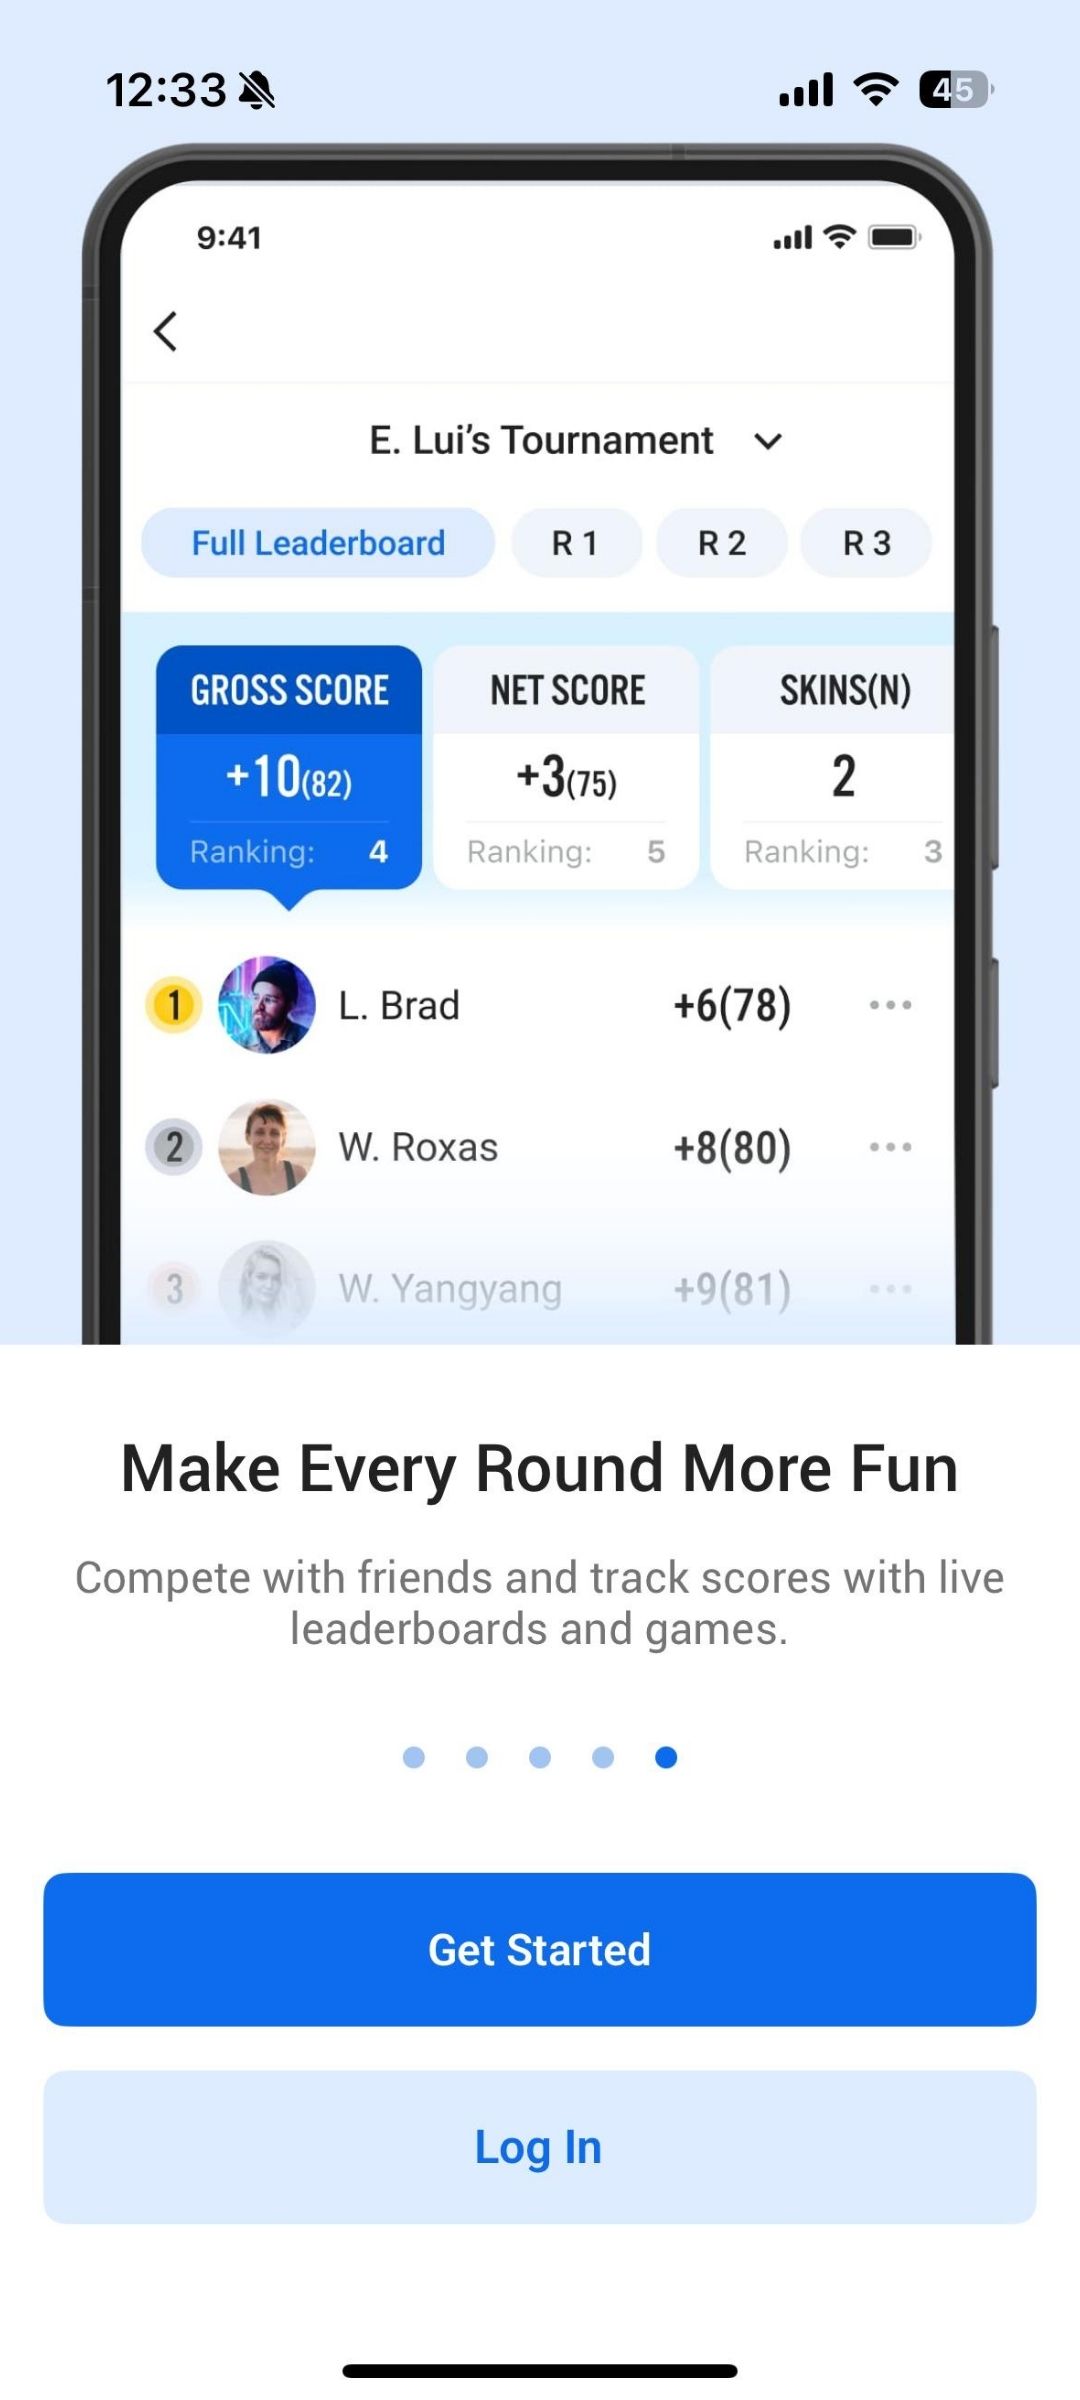 12:33
45
9:41
E. Lui’s Tournament
Full Leaderboard R 1 R 2 R 3
GROSS SCORE NET SCORE SKINS(N)
+10(82) +3(75) 2
Ranking: 4 Ranking: 5 Ranking: 3
1 L. Brad +6(78)
2 W. Roxas +8(80)
3 W. Yangyang +9(81)
Make Every Round More Fun
Compete with friends and track scores with live
leaderboards and games.
Get Started
Log In